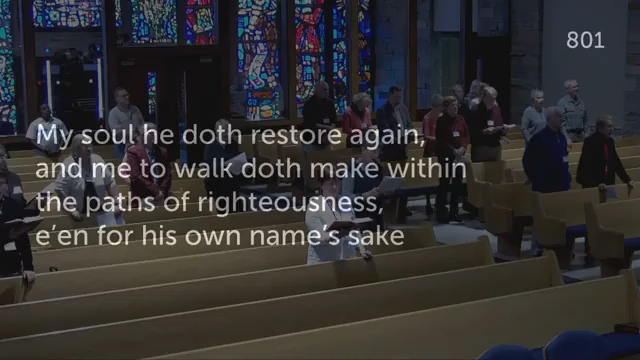 801
My soul he doth restore again,
and me to walk doth make within
the paths of righteousness,
e'en for his own name's sake